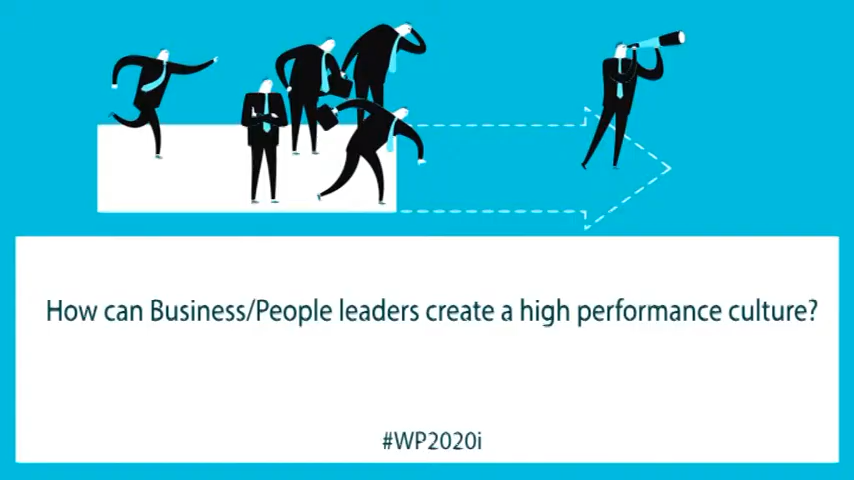 How can Business/People leaders create a high performance culture?
#WP2020i